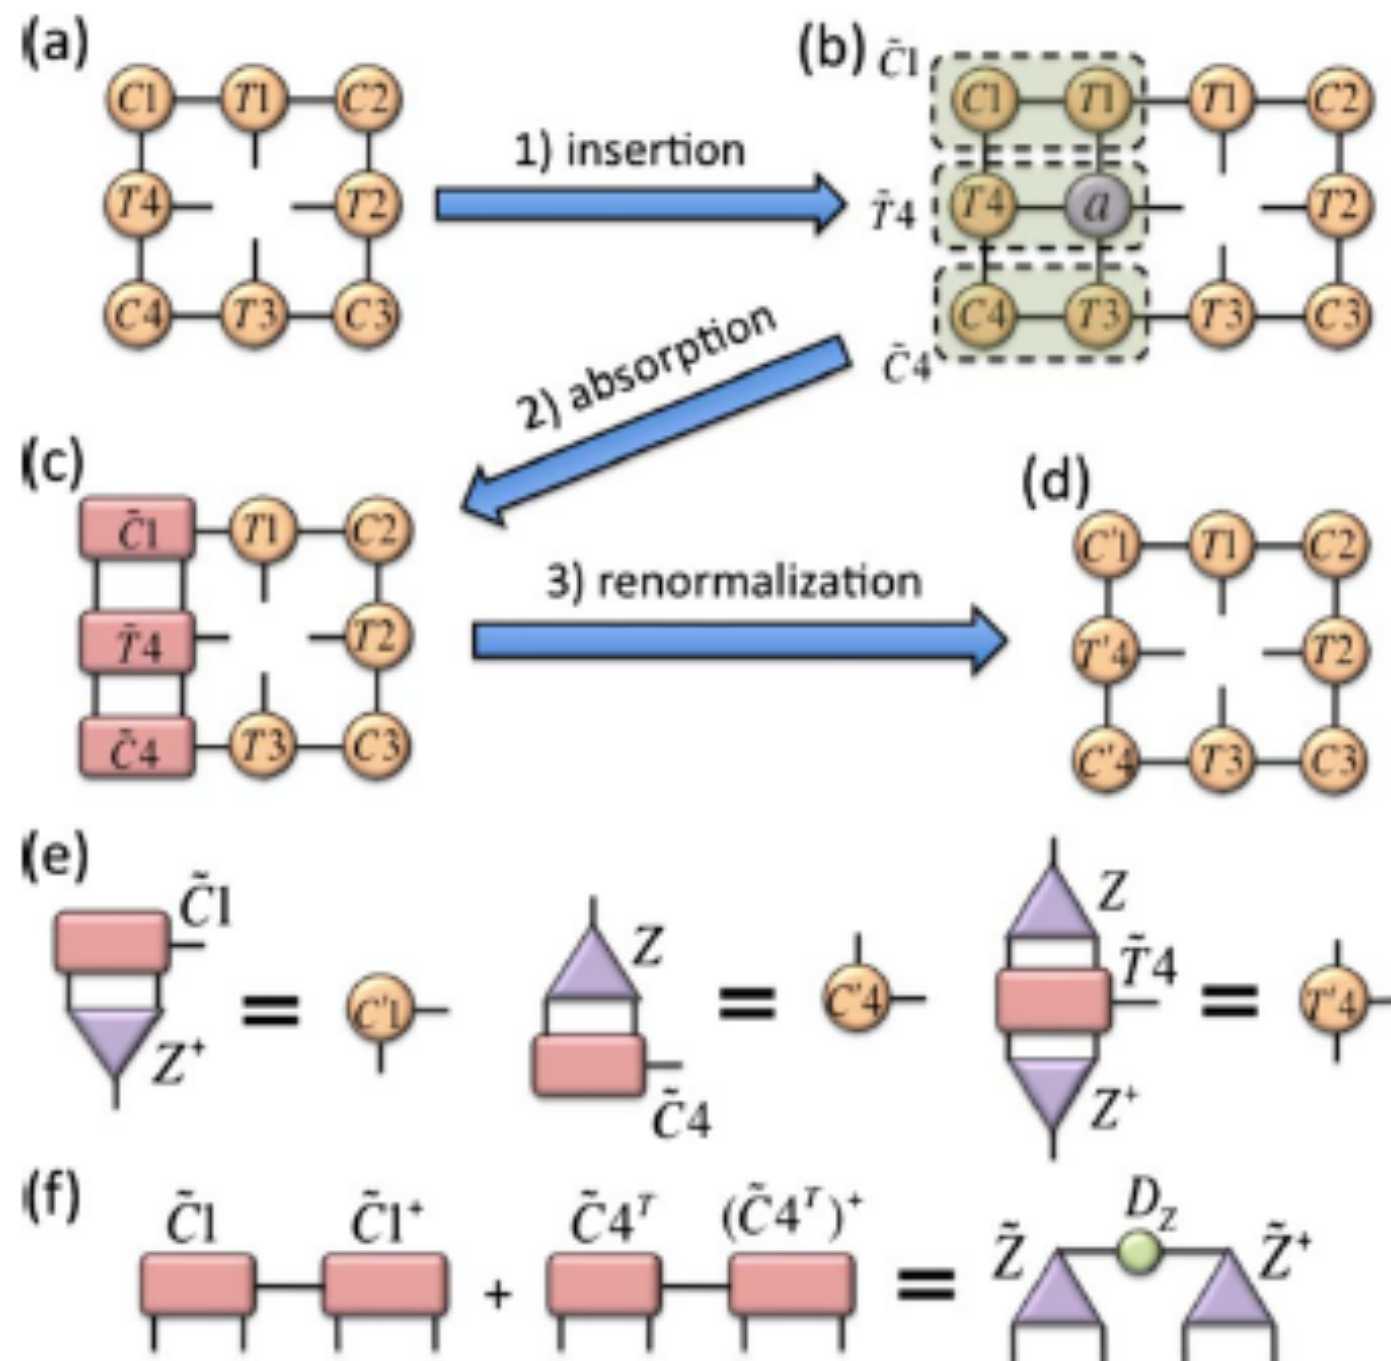 (a)
C1 T1 C2
T4 T2
C4 T3 C3
1) insertion
(b)
C̃1
C1 T1 T1 C2
T̃4
T4 a T2
C4 T3 T3 C3
C̃4
2) absorption
(c)
C̃1 T1 C2
T̃4 T2
C̃4 T3 C3
3) renormalization
(d)
C'1 T1 C2
T'4 T2
C'4 T3 C3
(e)
C̃1
Z⁺
=
C'1
Z
C̃4
=
C'4
Z
T̃4
Z⁺
=
T'4
(f)
C̃1 C̃1⁺ + C̃4ᵀ (C̃4ᵀ)⁺ = Z̃ D_Z Z̃⁺